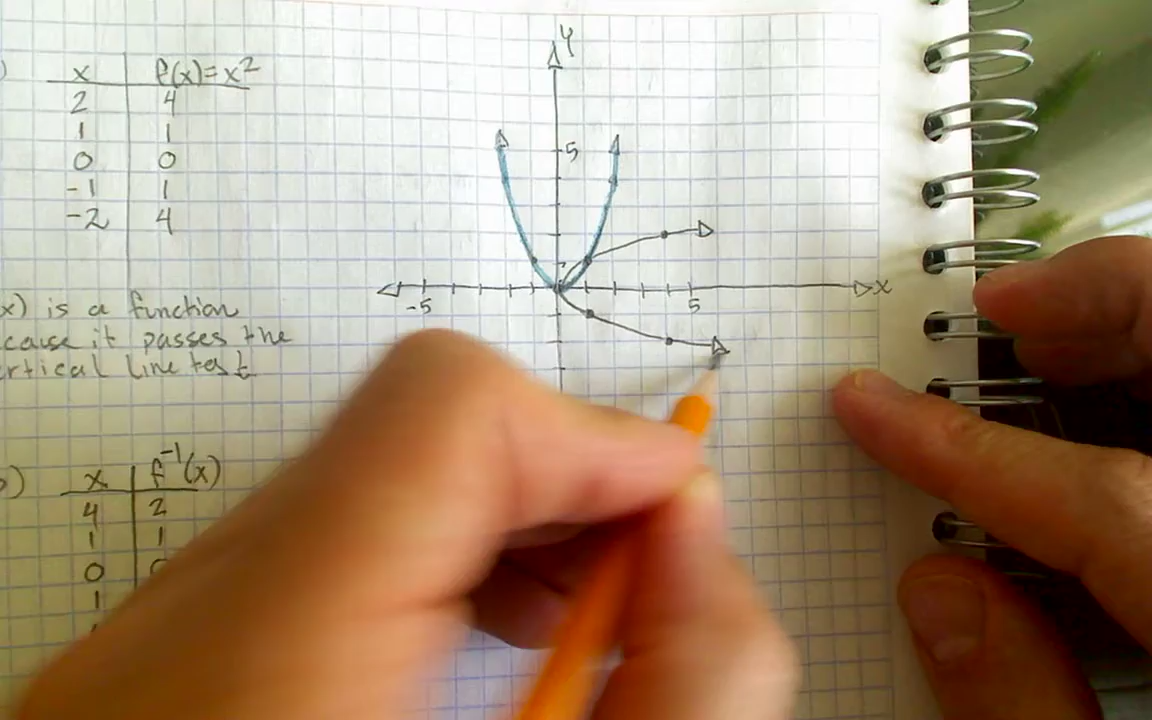 ) x f(x)=x²
2 4
1 1
0 0
-1 1
-2 4
x) is a function
cause it passes the
rtical line test
) x f⁻¹(x)
4 2
1 1
0
1
Y
5
-5 5 x